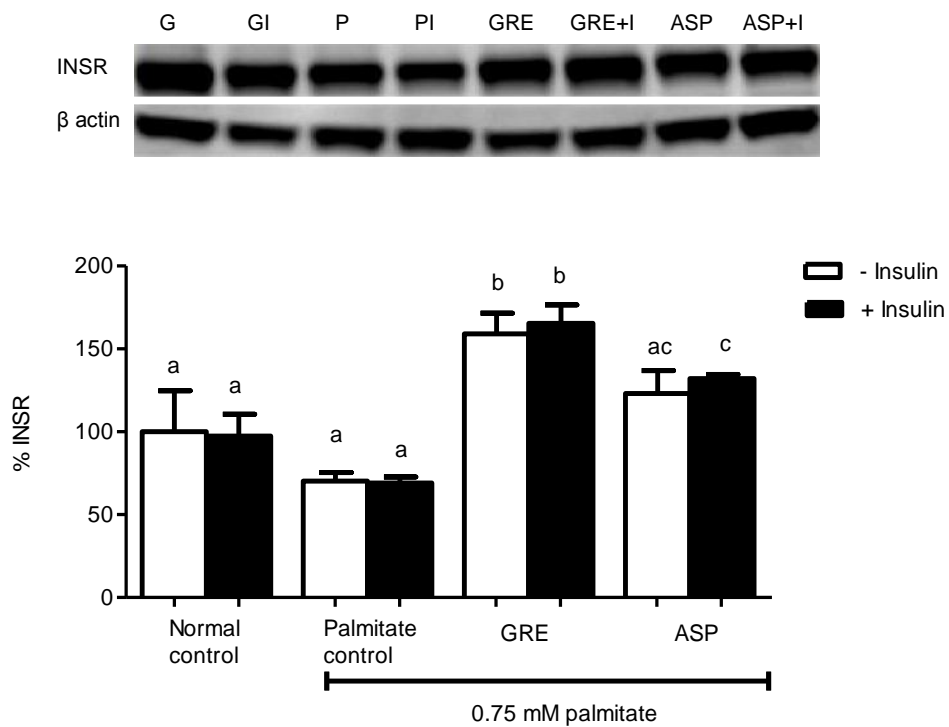 G GI P PI GRE GRE+I ASP ASP+I
INSR
β actin
200
150
100
50
0
% INSR
a a a a b b ac c
- Insulin
+ Insulin
Normal
control
Palmitate
control
GRE
ASP
0.75 mM palmitate